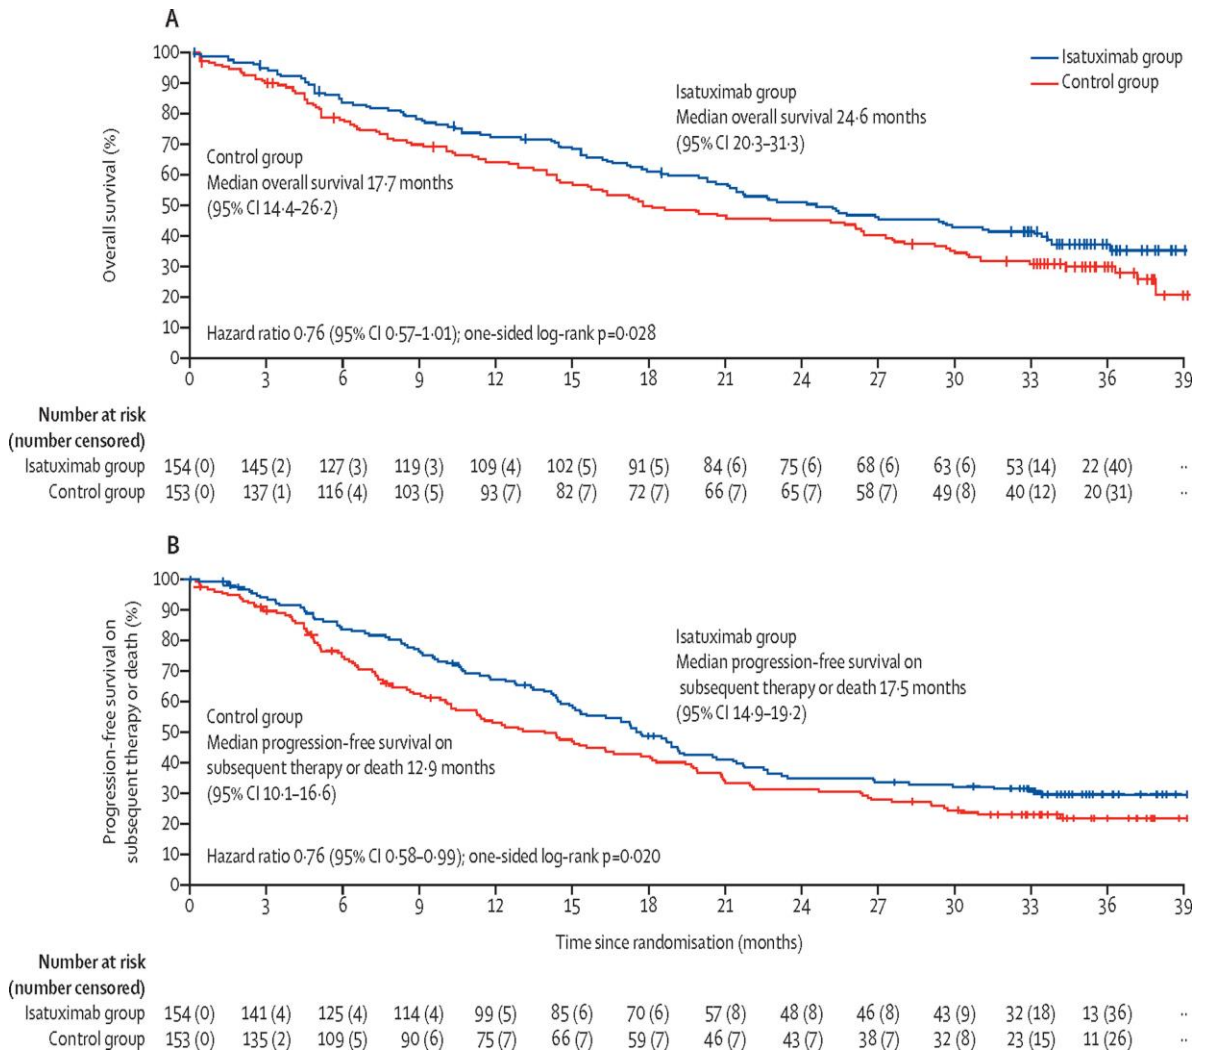 A
100
90
80
70
60
50
40
30
20
10
0
Overall survival (%)
Isatuximab group
Control group
Isatuximab group
Median overall survival 24·6 months
(95% CI 20·3–31·3)
Control group
Median overall survival 17·7 months
(95% CI 14·4–26·2)
Hazard ratio 0·76 (95% CI 0·57–1·01); one-sided log-rank p=0·028
0 3 6 9 12 15 18 21 24 27 30 33 36 39
Number at risk
(number censored)
Isatuximab group 154 (0) 145 (2) 127 (3) 119 (3) 109 (4) 102 (5) 91 (5) 84 (6) 75 (6) 68 (6) 63 (6) 53 (14) 22 (40) ··
Control group 153 (0) 137 (1) 116 (4) 103 (5) 93 (7) 82 (7) 72 (7) 66 (7) 65 (7) 58 (7) 49 (8) 40 (12) 20 (31) ··
B
100
90
80
70
60
50
40
30
20
10
0
Progression-free survival on
subsequent therapy or death (%)
Isatuximab group
Median progression-free survival on
subsequent therapy or death 17·5 months
(95% CI 14·9–19·2)
Control group
Median progression-free survival on
subsequent therapy or death 12·9 months
(95% CI 10·1–16·6)
Hazard ratio 0·76 (95% CI 0·58–0·99); one-sided log-rank p=0·020
0 3 6 9 12 15 18 21 24 27 30 33 36 39
Time since randomisation (months)
Number at risk
(number censored)
Isatuximab group 154 (0) 141 (4) 125 (4) 114 (4) 99 (5) 85 (6) 70 (6) 57 (8) 48 (8) 46 (8) 43 (9) 32 (18) 13 (36) ··
Control group 153 (0) 135 (2) 109 (5) 90 (6) 75 (7) 66 (7) 59 (7) 46 (7) 43 (7) 38 (7) 32 (8) 23 (15) 11 (26) ··